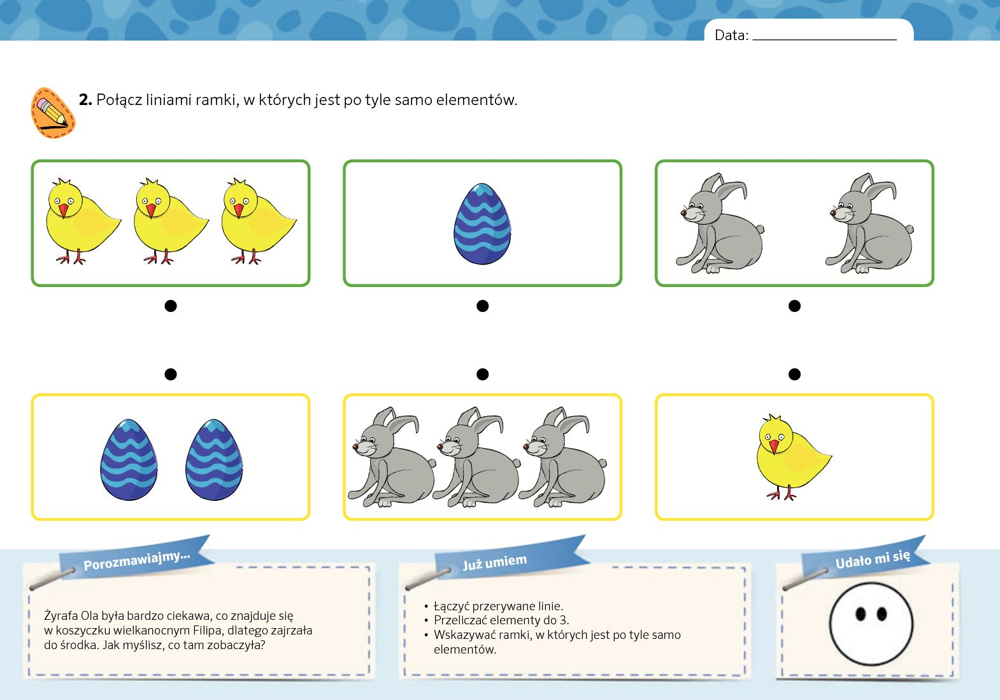 Data:
2. Połącz liniami ramki, w których jest po tyle samo elementów.
Porozmawiajmy...
Żyrafa Ola była bardzo ciekawa, co znajduje się
w koszyczku wielkanocnym Filipa, dlatego zajrzała
do środka. Jak myślisz, co tam zobaczyła?
Już umiem
• Łączyć przerywane linie.
• Przeliczać elementy do 3.
• Wskazywać ramki, w których jest po tyle samo
elementów.
Udało mi się